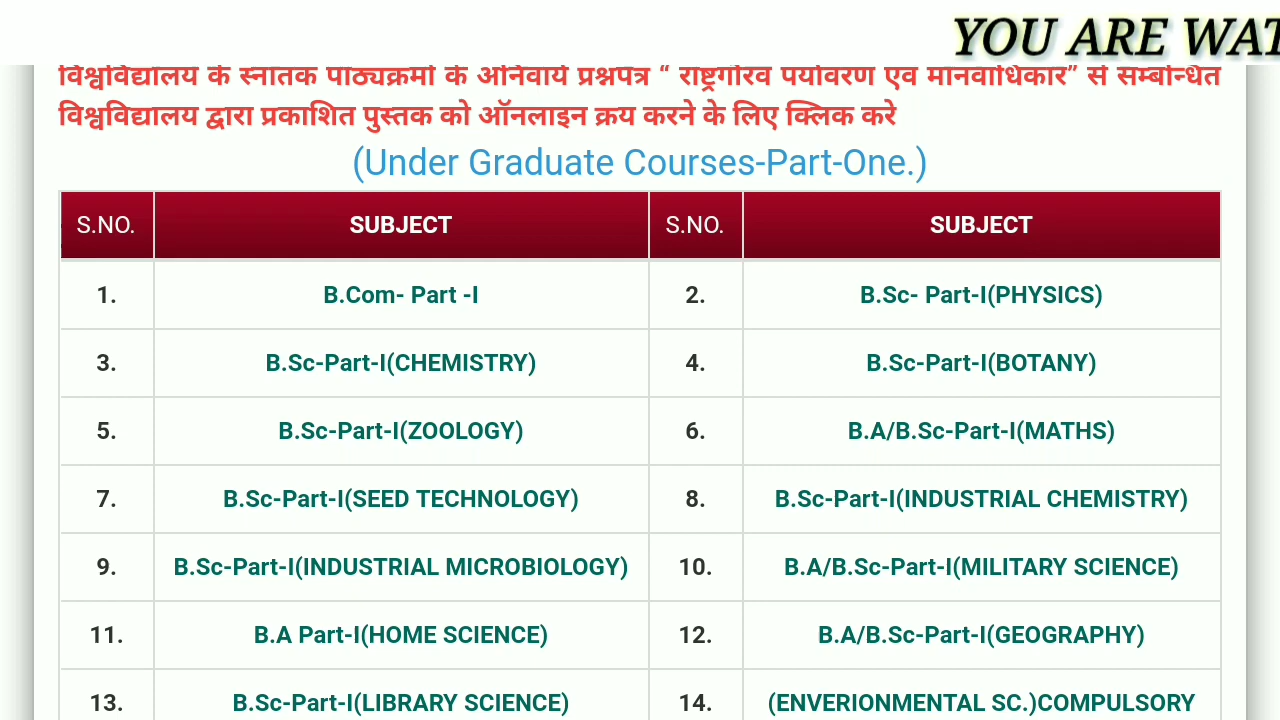 YOU ARE WAT
विश्वविद्यालय के स्नातक पाठ्यक्रमों के अनिवार्य प्रश्नपत्र “ राष्ट्रगौरव पर्यावरण एवं मानवाधिकार” से सम्बन्धित
विश्वविद्यालय द्वारा प्रकाशित पुस्तक को ऑनलाइन क्रय करने के लिए क्लिक करे
(Under Graduate Courses-Part-One.)
S.NO. SUBJECT S.NO. SUBJECT
1. B.Com- Part -I 2. B.Sc- Part-I(PHYSICS)
3. B.Sc-Part-I(CHEMISTRY) 4. B.Sc-Part-I(BOTANY)
5. B.Sc-Part-I(ZOOLOGY) 6. B.A/B.Sc-Part-I(MATHS)
7. B.Sc-Part-I(SEED TECHNOLOGY) 8. B.Sc-Part-I(INDUSTRIAL CHEMISTRY)
9. B.Sc-Part-I(INDUSTRIAL MICROBIOLOGY) 10. B.A/B.Sc-Part-I(MILITARY SCIENCE)
11. B.A Part-I(HOME SCIENCE) 12. B.A/B.Sc-Part-I(GEOGRAPHY)
13. B.Sc-Part-I(LIBRARY SCIENCE) 14. (ENVERIONMENTAL SC.)COMPULSORY